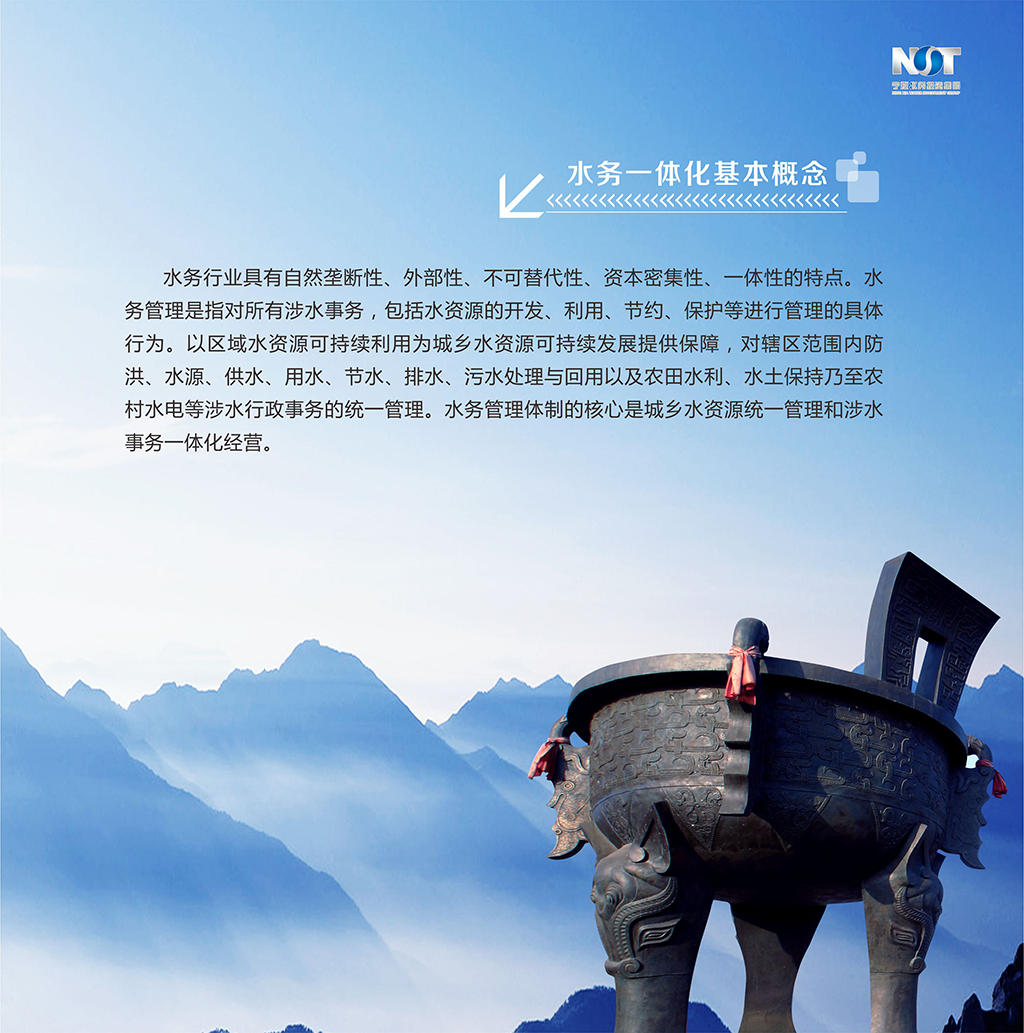 NST
宁夏水务投资集团
水务一体化基本概念
水务行业具有自然垄断性、外部性、不可替代性、资本密集性、一体性的特点。水
务管理是指对所有涉水事务，包括水资源的开发、利用、节约、保护等进行管理的具体
行为。以区域水资源可持续利用为城乡水资源可持续发展提供保障，对辖区范围内防
洪、水源、供水、用水、节水、排水、污水处理与回用以及农田水利、水土保持乃至农
村水电等涉水行政事务的统一管理。水务管理体制的核心是城乡水资源统一管理和涉水
事务一体化经营。